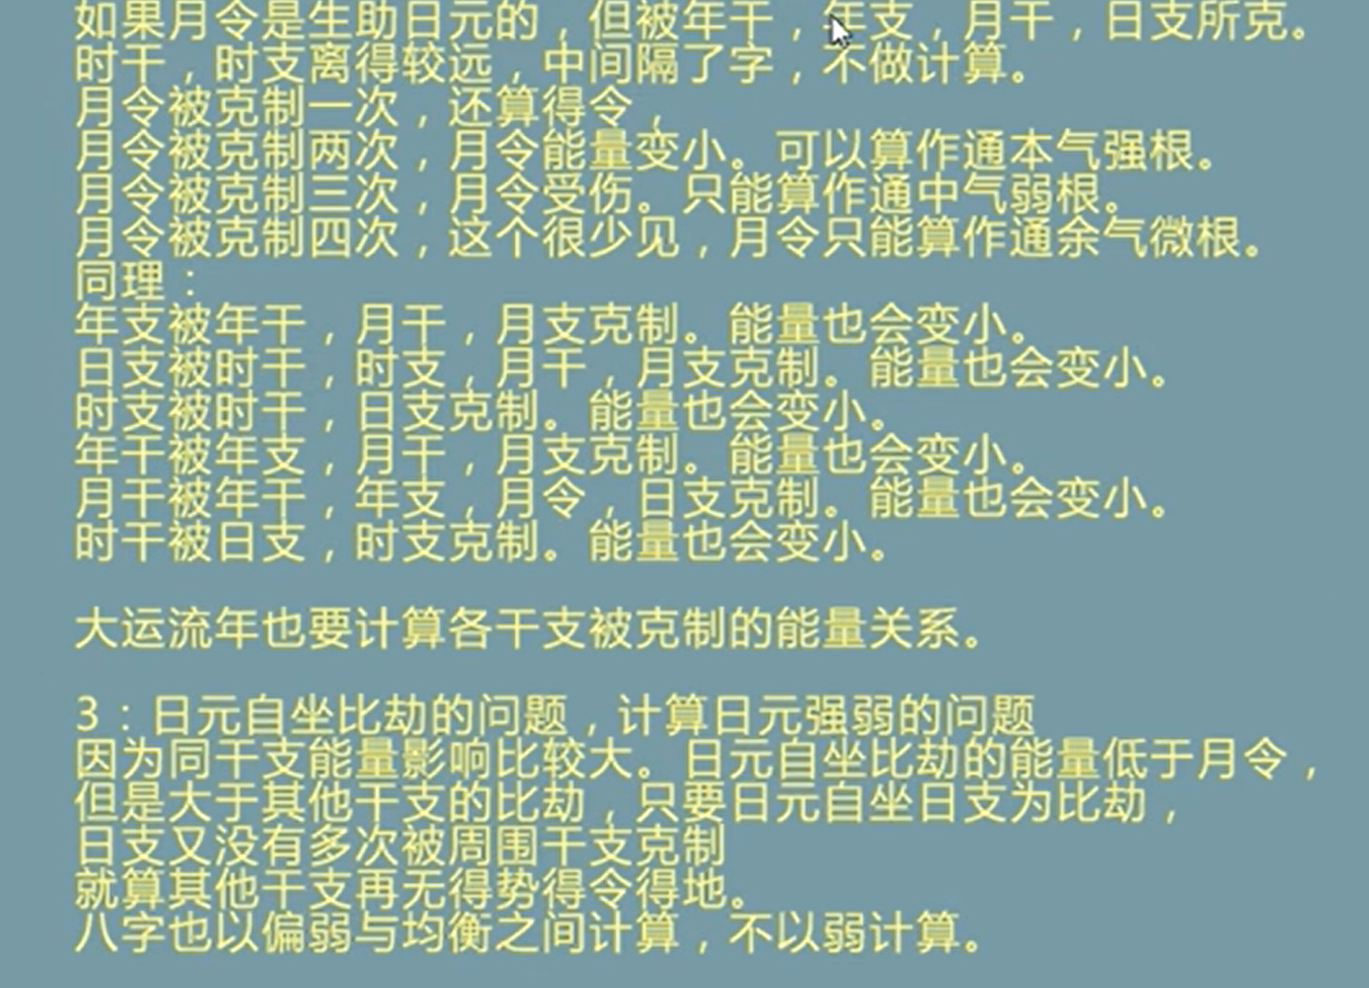 如果月令是生助日元的，但被年干，年支，月干，日支所克。
时干，时支离得较远，中间隔了字，不做计算。
月令被克制一次，还算得令，
月令被克制两次，月令能量变小。可以算作通本气强根。
月令被克制三次，月令受伤。只能算作通中气弱根。
月令被克制四次，这个很少见，月令只能算作通余气微根。
同理：
年支被年干，月干，月支克制。能量也会变小。
日支被时干，时支，月干，月支克制。能量也会变小。
时支被时干，日支克制。能量也会变小。
年干被年支，月干，月支克制。能量也会变小。
月干被年干，年支，月令，日支克制。能量也会变小。
时干被日支，时支克制。能量也会变小。
大运流年也要计算各干支被克制的能量关系。
3：日元自坐比劫的问题，计算日元强弱的问题
因为同干支能量影响比较大。日元自坐比劫的能量低于月令，
但是大于其他干支的比劫，只要日元自坐日支为比劫，
日支又没有多次被周围干支克制
就算其他干支再无得势得令得地。
八字也以偏弱与均衡之间计算，不以弱计算。